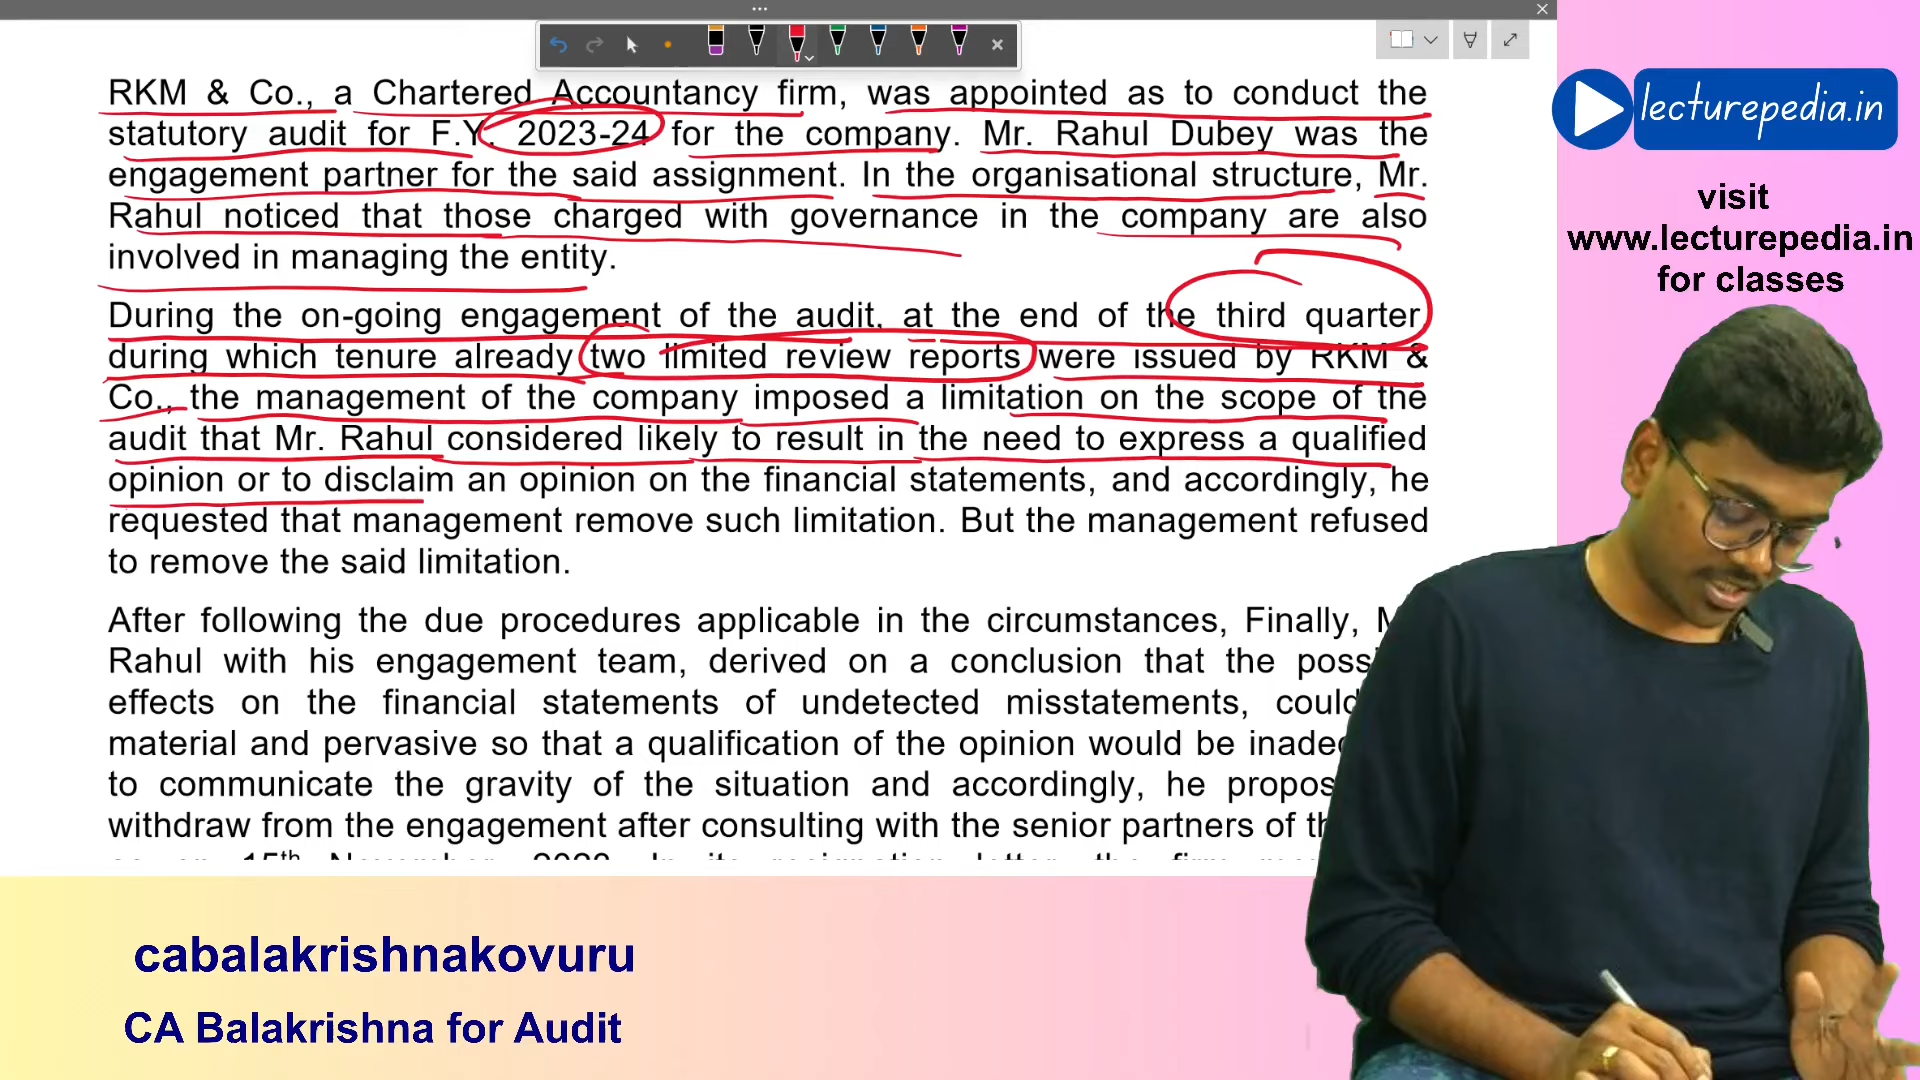 RKM & Co., a Chartered Accountancy firm, was appointed as to conduct the
statutory audit for F.Y. 2023-24 for the company. Mr. Rahul Dubey was the
engagement partner for the said assignment. In the organisational structure, Mr.
Rahul noticed that those charged with governance in the company are also
involved in managing the entity.
During the on-going engagement of the audit, at the end of the third quarter,
during which tenure already two limited review reports were issued by RKM &
Co., the management of the company imposed a limitation on the scope of the
audit that Mr. Rahul considered likely to result in the need to express a qualified
opinion or to disclaim an opinion on the financial statements, and accordingly, he
requested that management remove such limitation. But the management refused
to remove the said limitation.
After following the due procedures applicable in the circumstances, Finally,
Rahul with his engagement team, derived on a conclusion that the
effects on the financial statements of undetected misstatements,
material and pervasive so that a qualification of the opinion would be
to communicate the gravity of the situation and accordingly, he
withdraw from the engagement after consulting with the senior partners of
15th November, letter, the
lecturepedia.in
visit
www.lecturepedia.in
for classes
cabalakrishnakovuru
CA Balakrishna for Audit